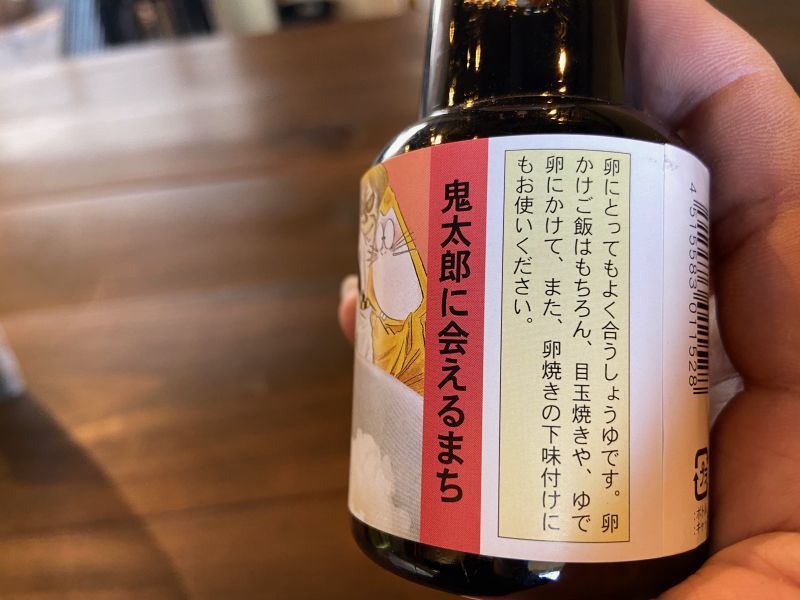 卵にとってもよく合うしょうゆです。卵
かけご飯はもちろん、目玉焼きや、ゆで
卵にかけて、また、卵焼きの下味付けに
もお使いください。
鬼太郎に会えるまち
4 515583 011528